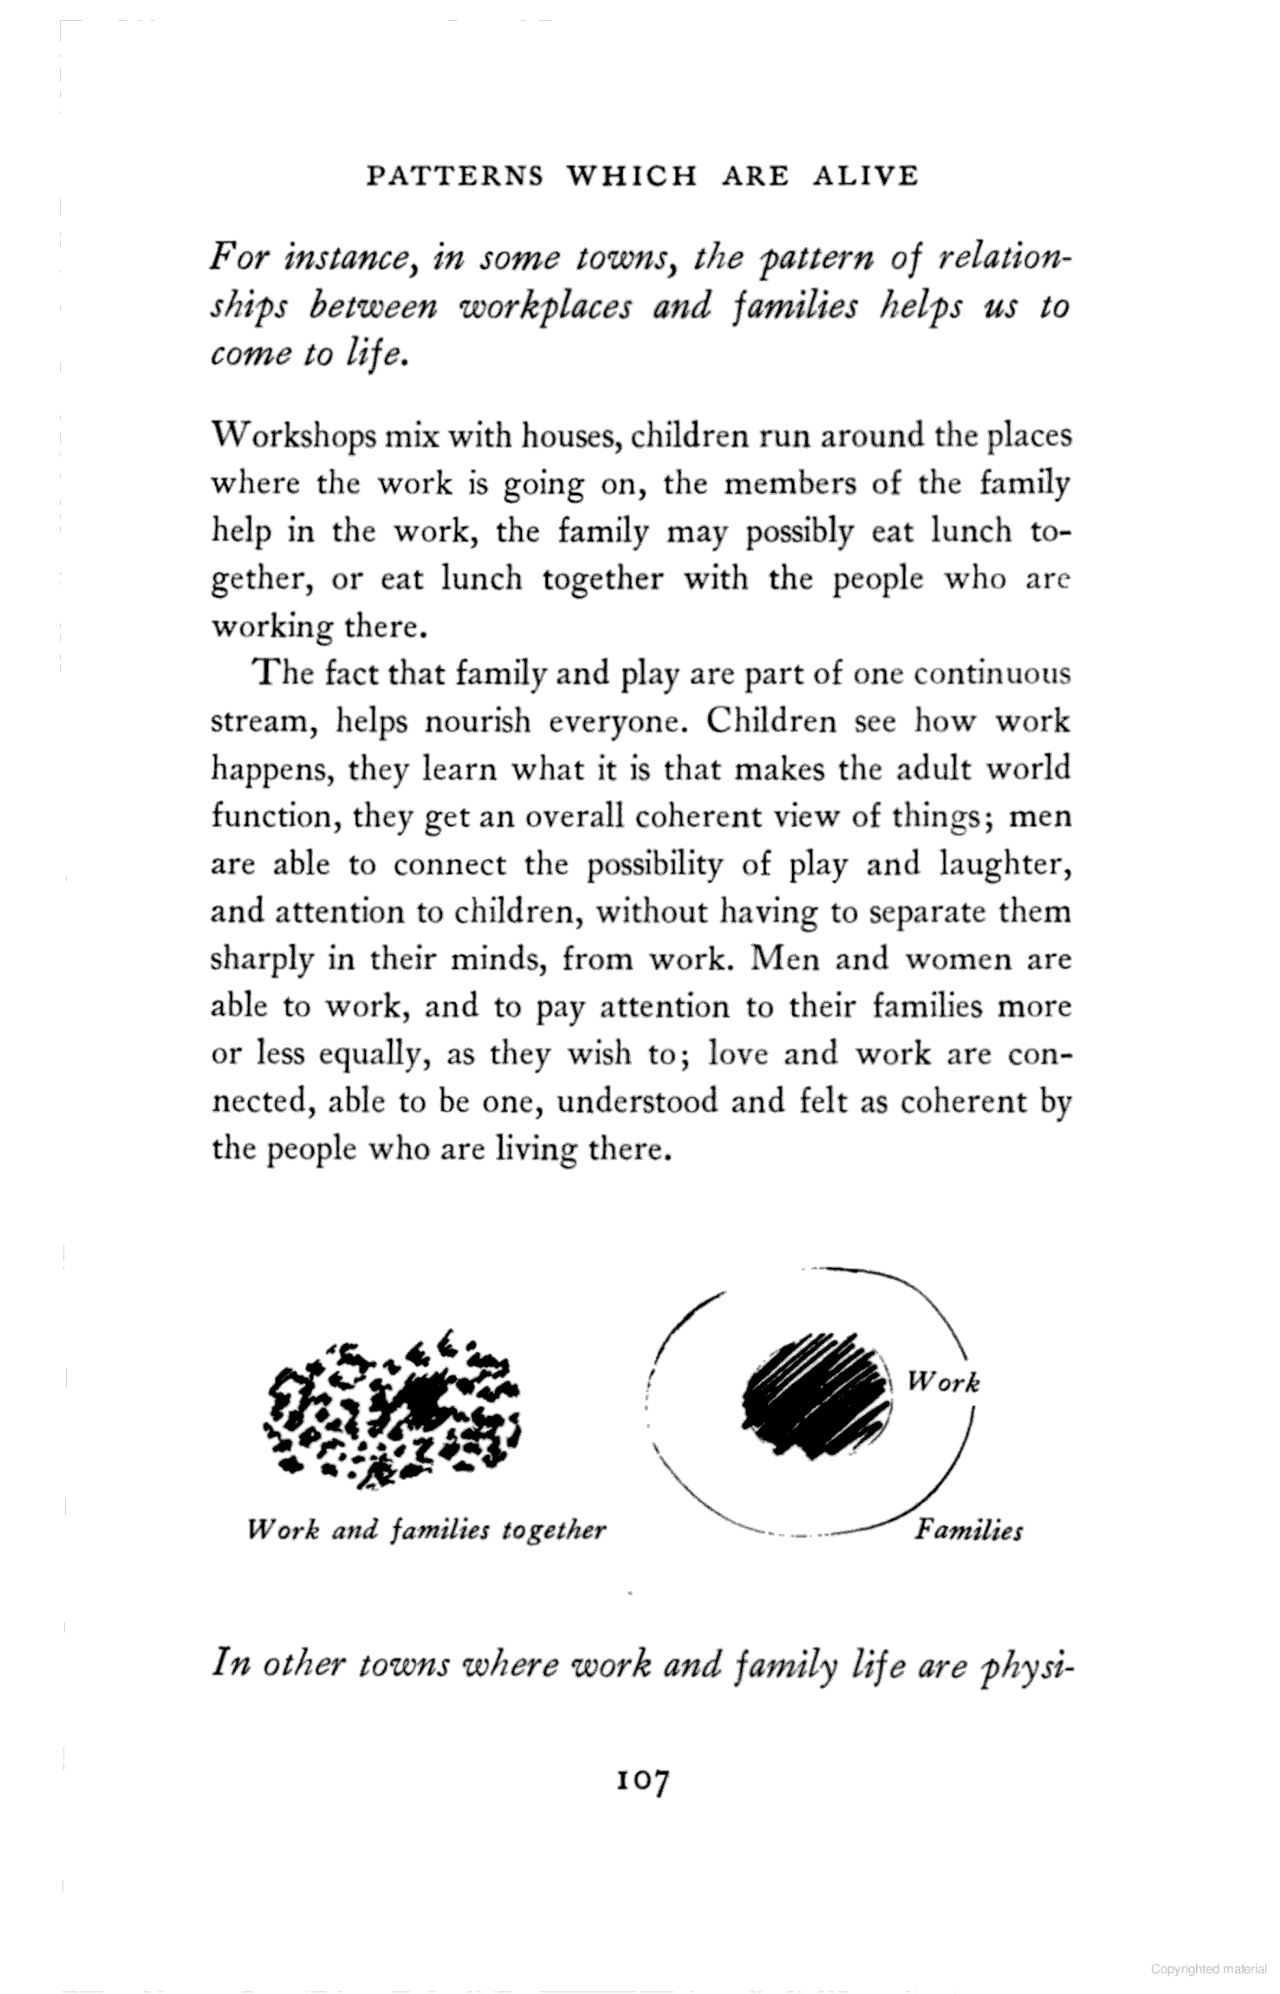 PATTERNS WHICH ARE ALIVE
For instance, in some towns, the pattern of relation-
ships between workplaces and families helps us to
come to life.
Workshops mix with houses, children run around the places
where the work is going on, the members of the family
help in the work, the family may possibly eat lunch to-
gether, or eat lunch together with the people who are
working there.
The fact that family and play are part of one continuous
stream, helps nourish everyone. Children see how work
happens, they learn what it is that makes the adult world
function, they get an overall coherent view of things; men
are able to connect the possibility of play and laughter,
and attention to children, without having to separate them
sharply in their minds, from work. Men and women are
able to work, and to pay attention to their families more
or less equally, as they wish to; love and work are con-
nected, able to be one, understood and felt as coherent by
the people who are living there.
Work
Work and families together
Families
In other towns where work and family life are physi-
107
Copyrighted material